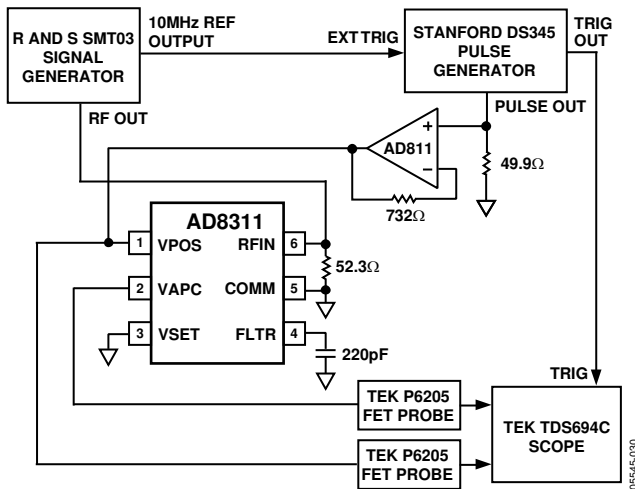 R AND S SMT03
SIGNAL
GENERATOR
10MHz REF
OUTPUT
EXT TRIG
STANFORD DS345
PULSE
GENERATOR
TRIG
OUT
RF OUT
PULSE OUT
+
AD811
–
49.9Ω
732Ω
AD8311
1 VPOS RFIN 6
52.3Ω
2 VAPC COMM 5
3 VSET FLTR 4
220pF
TRIG
TEK P6205
FET PROBE
TEK TDS694C
SCOPE
TEK P6205
FET PROBE
05545-030